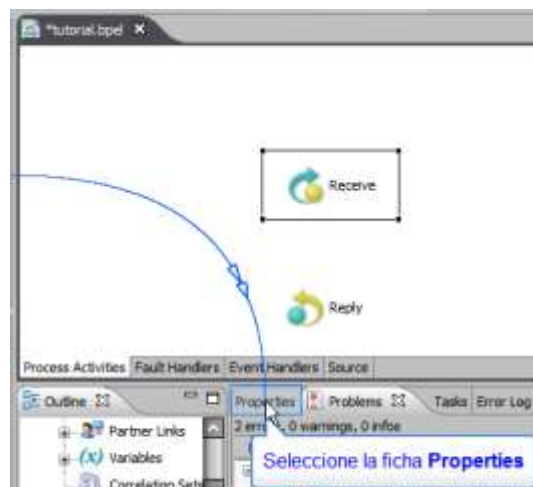 *tutorial.bpel
Receive
Reply
Process Activities Fault Handlers Event Handlers Source
Outline
Properties Problems Tasks Error Log
2 errors, 0 warnings, 0 infos
Partner Links
Variables
Correlation Sets
Seleccione la ficha Properties